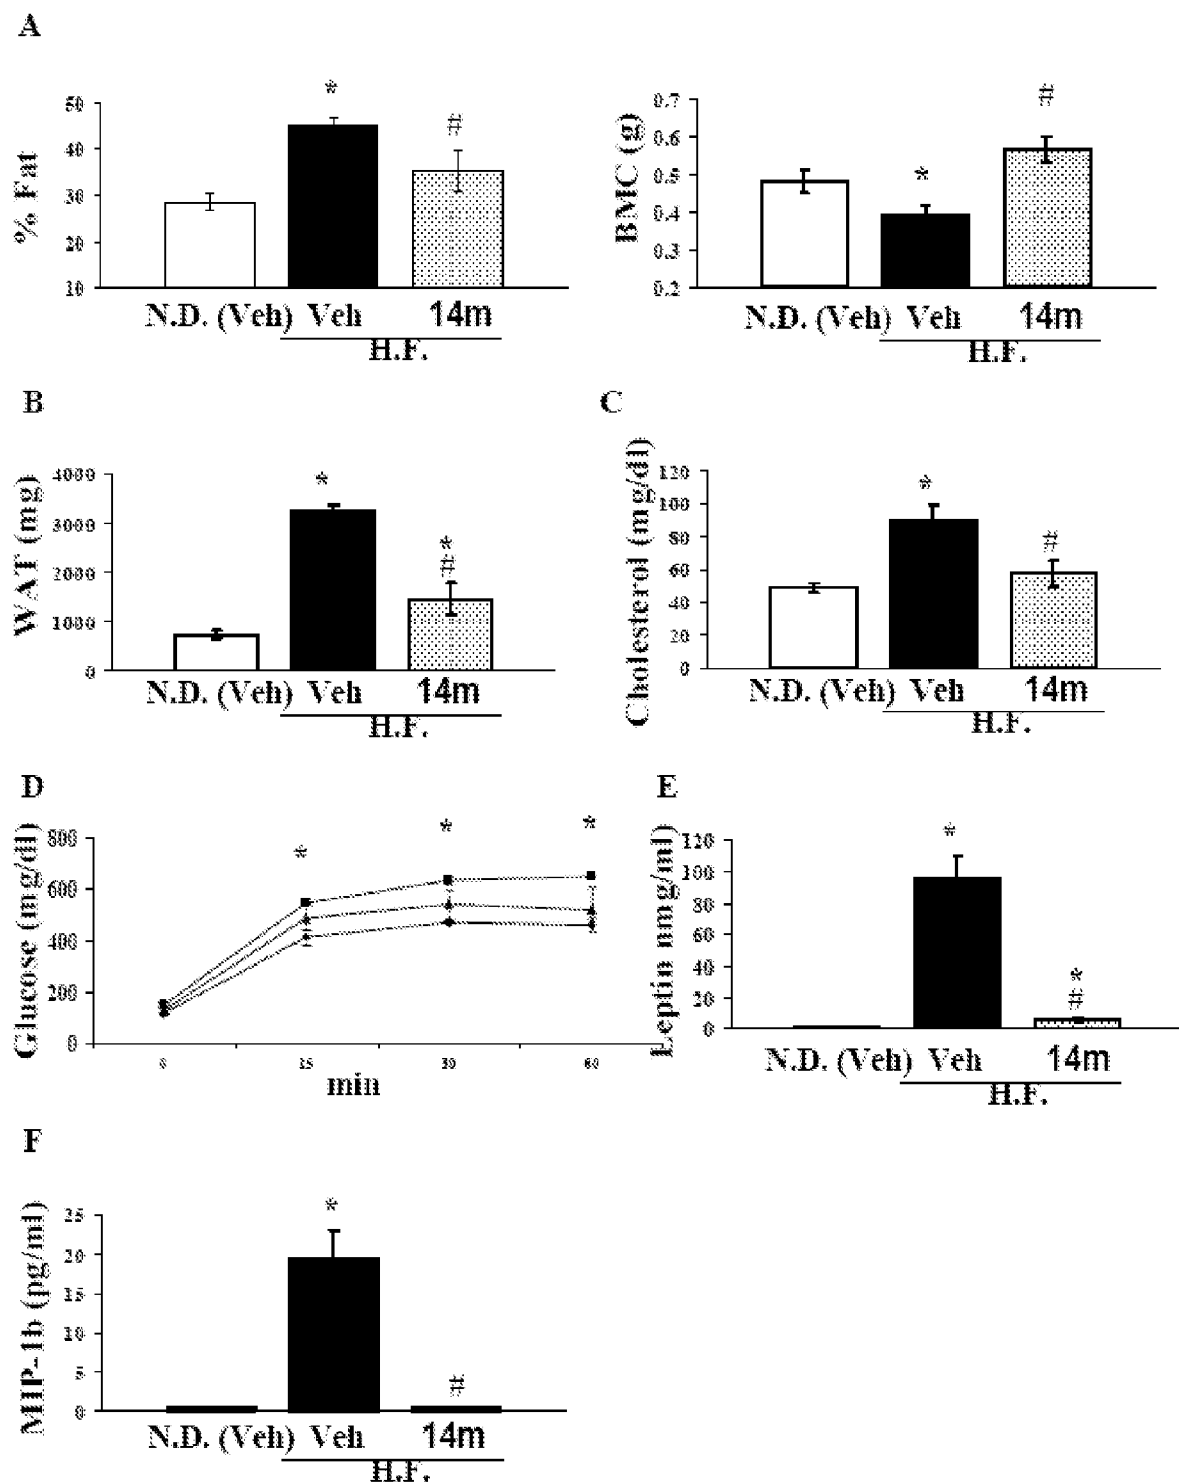 A
% Fat
50
40
30
20
10
*
#
N.D. (Veh) Veh 14m
H.F.
BMC (g)
0.7
0.6
0.5
0.4
0.3
0.2
*
#
N.D. (Veh) Veh 14m
H.F.
B
WAT (mg)
4000
3000
2000
1000
0
*
#*
N.D. (Veh) Veh 14m
H.F.
C
Cholesterol (mg/dl)
120
100
80
60
40
20
0
*
#
N.D. (Veh) Veh 14m
H.F.
D
Glucose (mg/dl)
800
600
400
200
0
*
*
*
0 15 30 60
min
E
Leptin nmg/ml)
120
100
80
60
40
20
0
*
#*
N.D. (Veh) Veh 14m
H.F.
F
MIP-1b (pg/ml)
25
20
15
10
5
0
*
#
N.D. (Veh) Veh 14m
H.F.